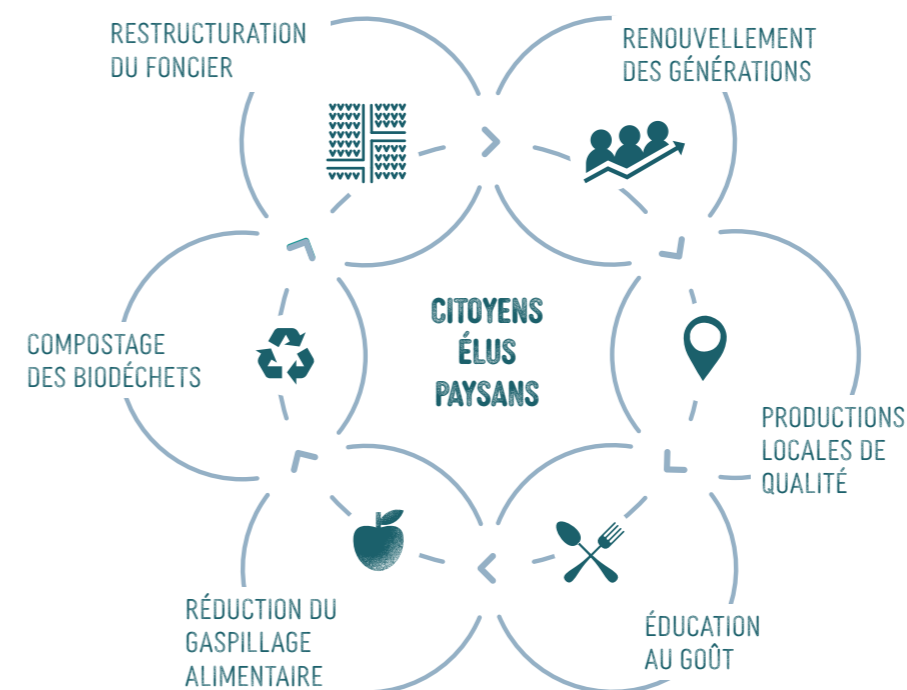 RESTRUCTURATION
DU FONCIER
RENOUVELLEMENT
DES GÉNÉRATIONS
CITOYENS
ÉLUS
PAYSANS
COMPOSTAGE
DES BIODÉCHETS
PRODUCTIONS
LOCALES DE
QUALITÉ
RÉDUCTION DU
GASPILLAGE
ALIMENTAIRE
ÉDUCATION
AU GOÛT